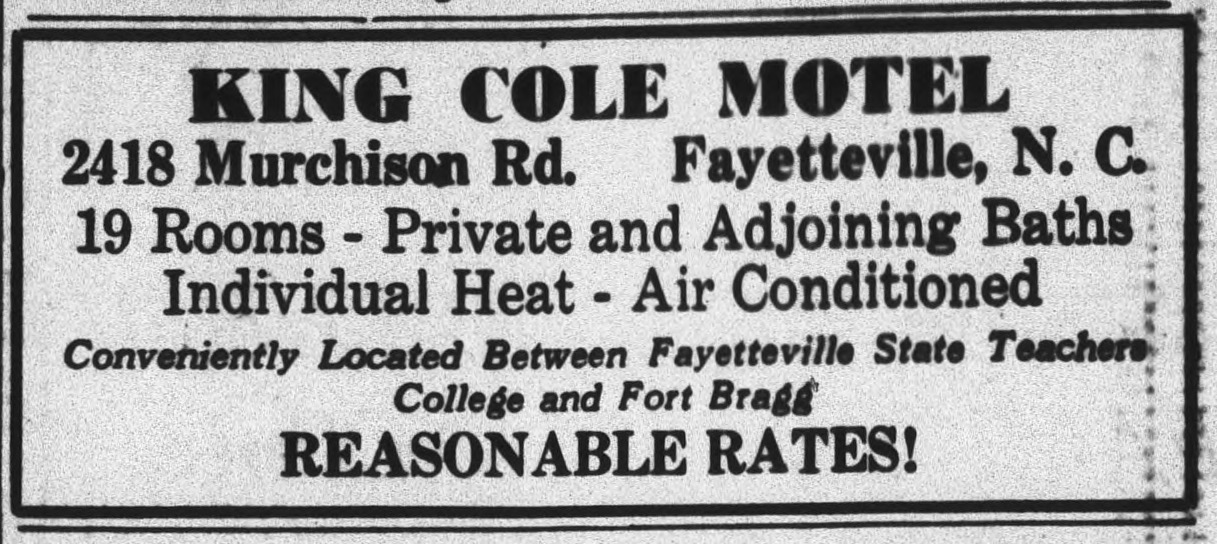 KING COLE MOTEL
2418 Murchison Rd. Fayetteville, N. C.
19 Rooms - Private and Adjoining Baths
Individual Heat - Air Conditioned
Conveniently Located Between Fayetteville State Teachers
College and Fort Bragg
REASONABLE RATES!